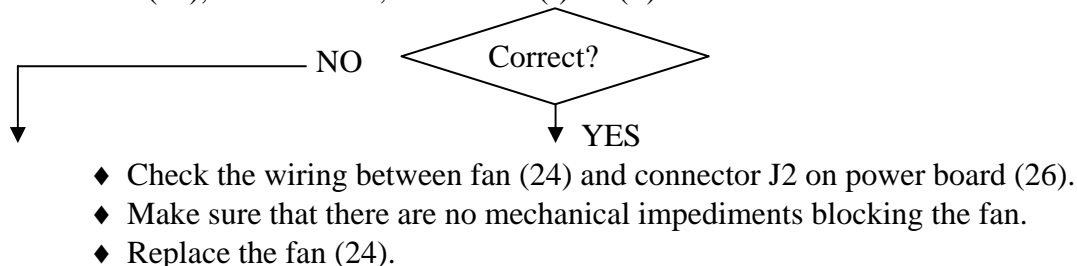 Correct?
NO
YES
♦ Check the wiring between fan (24) and connector J2 on power board (26).
♦ Make sure that there are no mechanical impediments blocking the fan.
♦ Replace the fan (24).